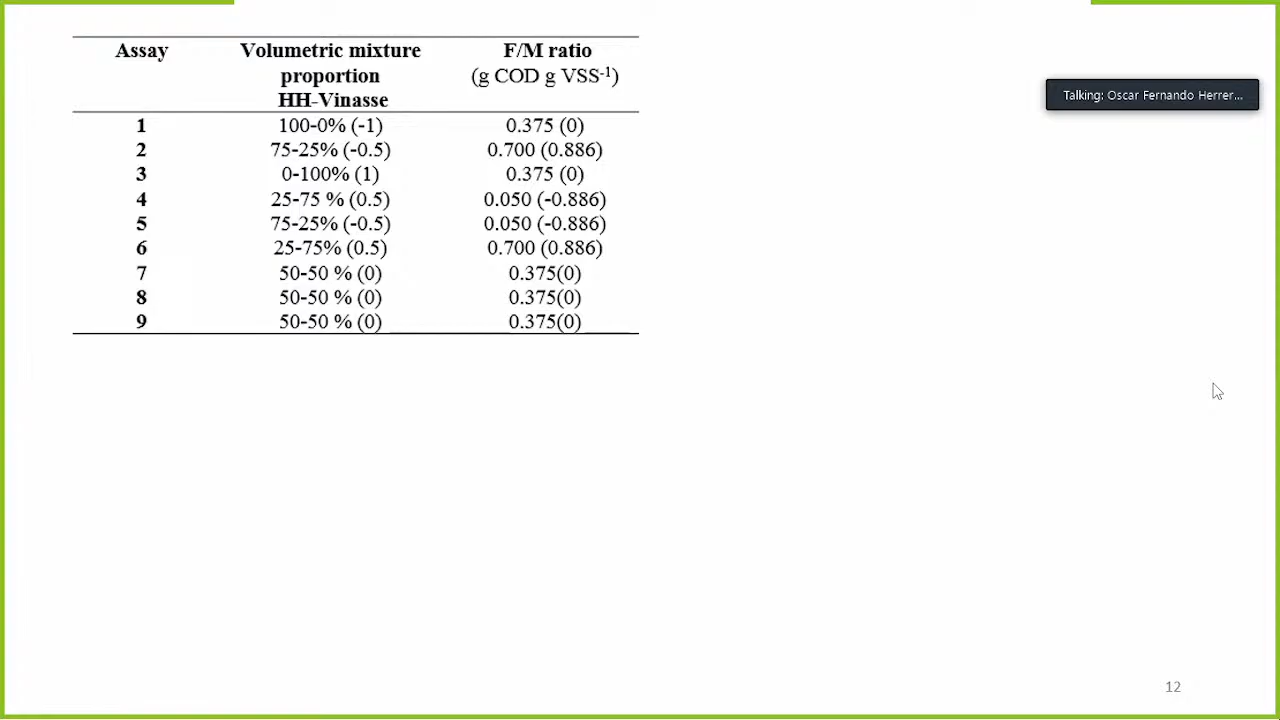 Assay Volumetric mixture proportion HH-Vinasse F/M ratio (g COD g VSS-1)
1 100-0% (-1) 0.375 (0)
2 75-25% (-0.5) 0.700 (0.886)
3 0-100% (1) 0.375 (0)
4 25-75 % (0.5) 0.050 (-0.886)
5 75-25% (-0.5) 0.050 (-0.886)
6 25-75% (0.5) 0.700 (0.886)
7 50-50 % (0) 0.375(0)
8 50-50 % (0) 0.375(0)
9 50-50 % (0) 0.375(0)
Talking: Oscar Fernando Herrer...
12